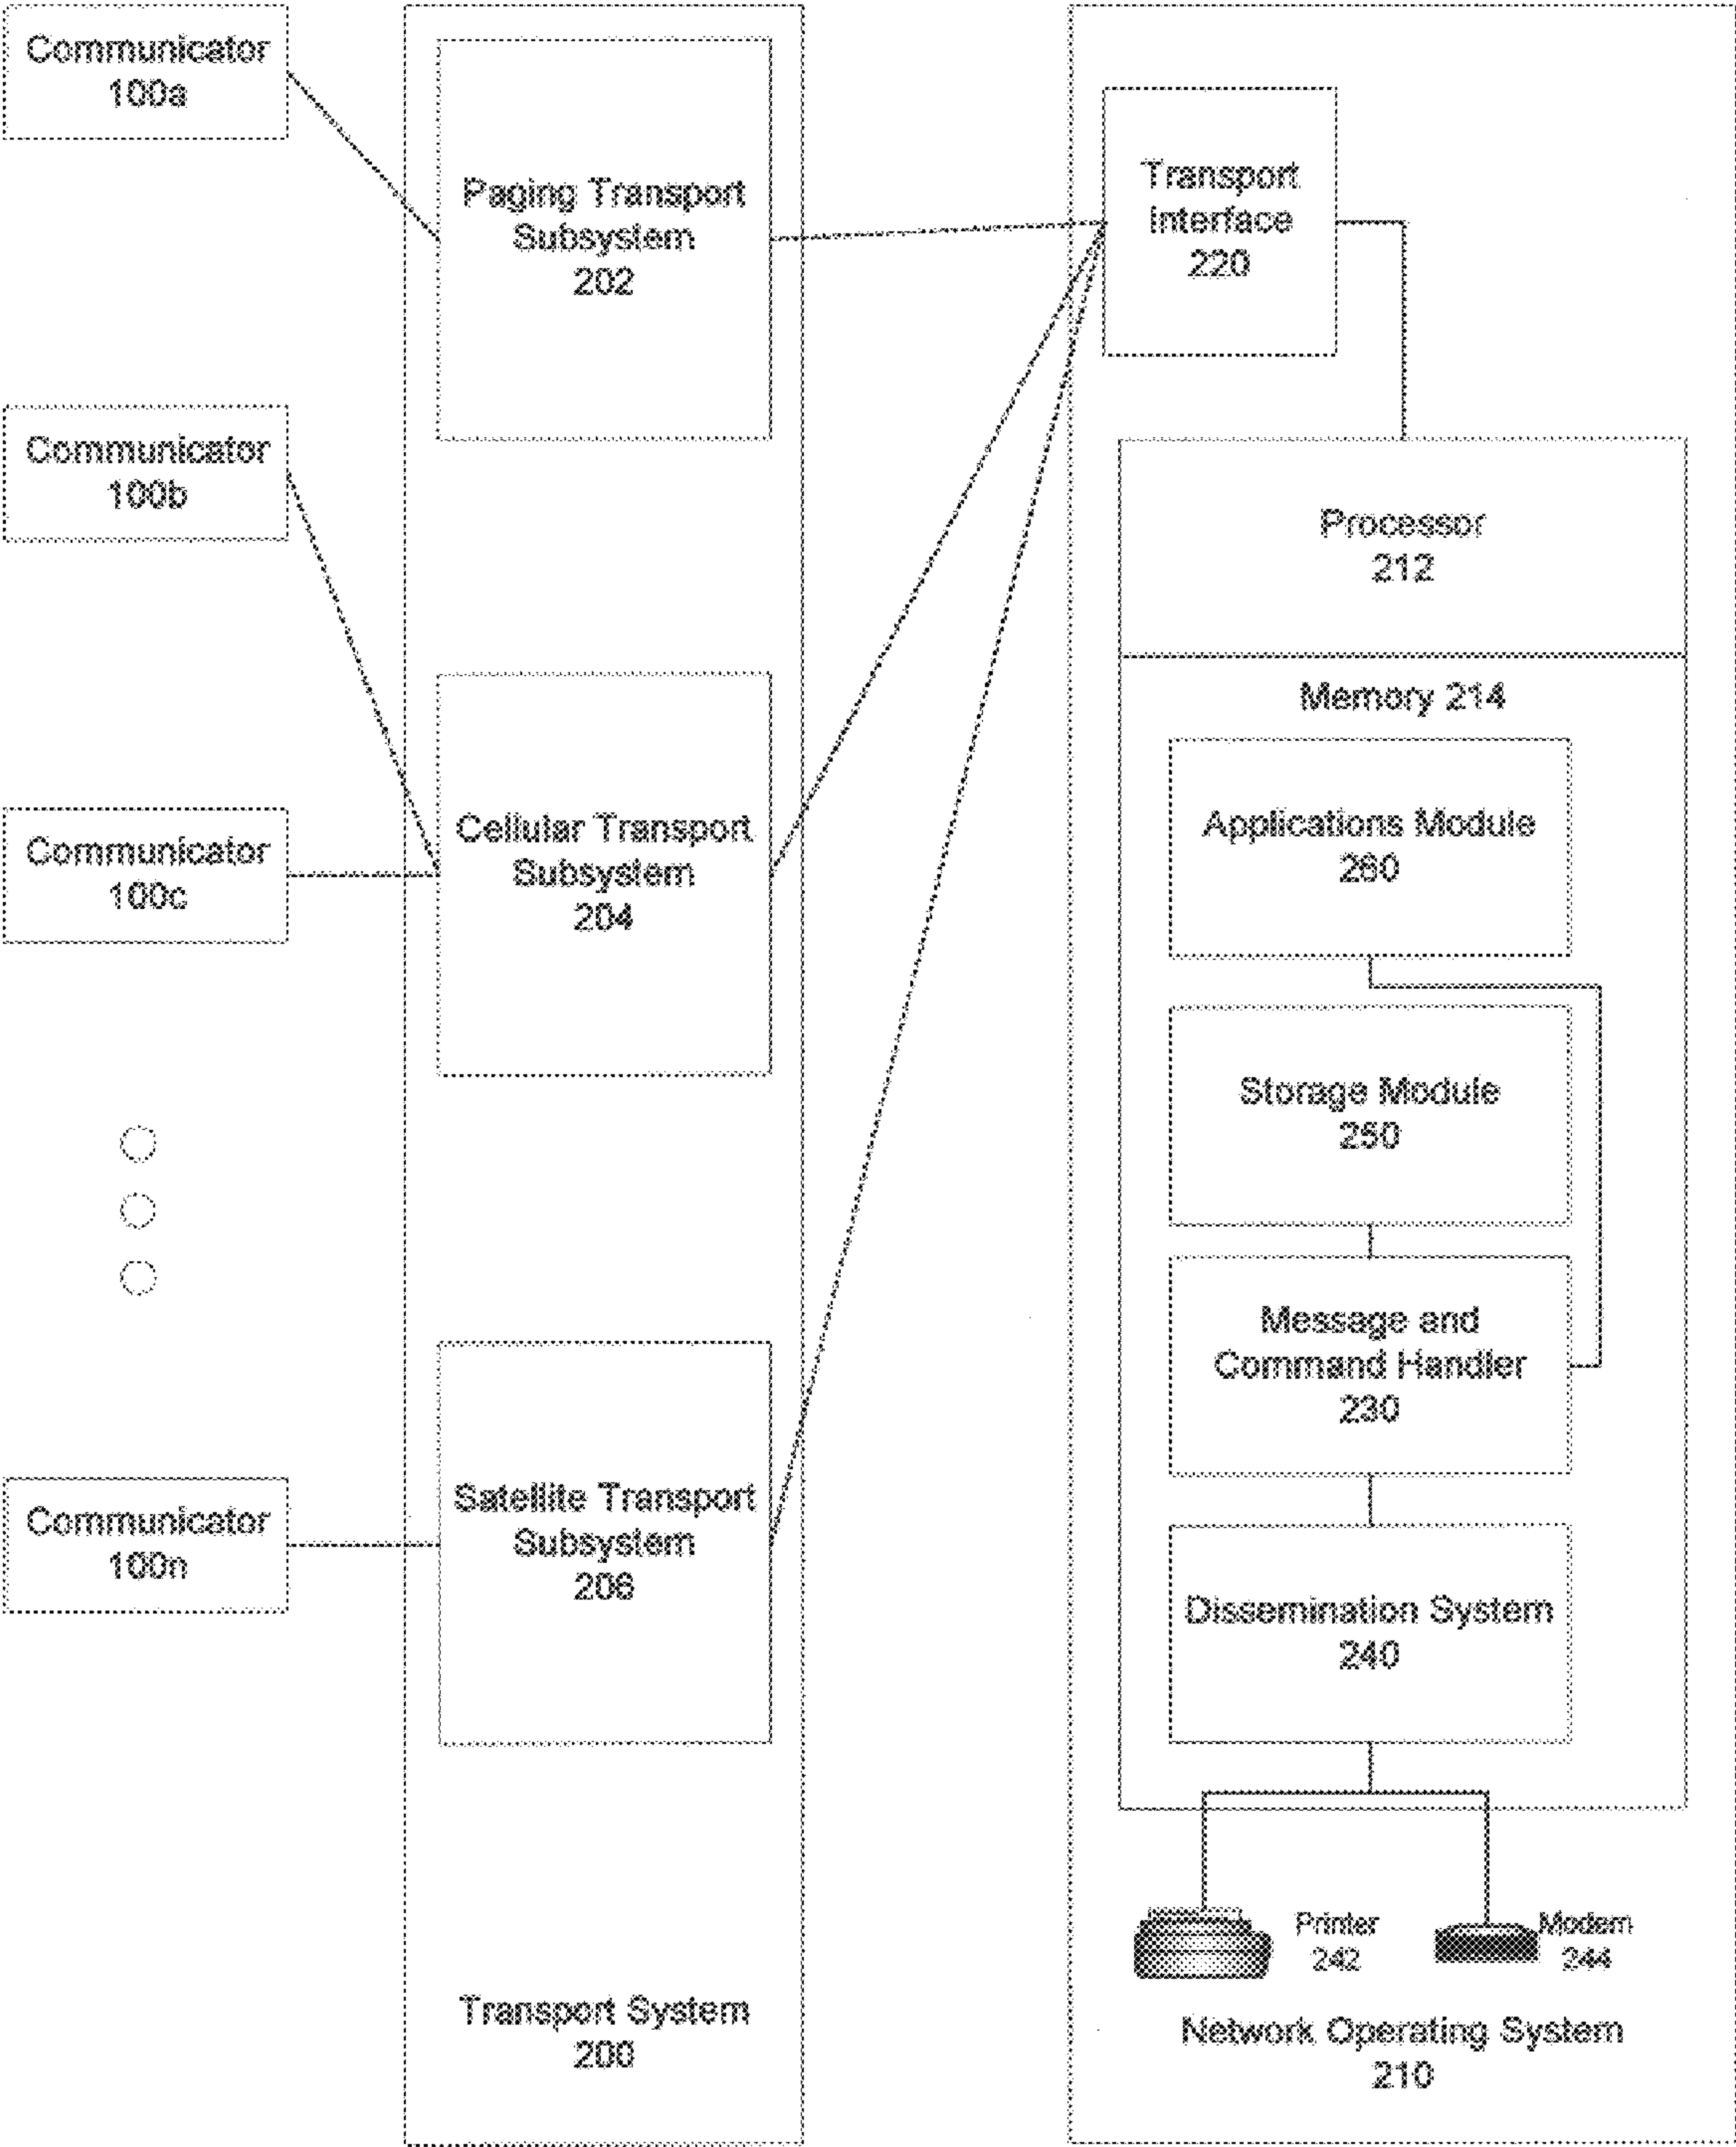 Communicator
100a
Paging Transport
Subsystem
202
Transport
Interface
220
Communicator
100b
Processor
212
Memory 214
Communicator
100c
Cellular Transport
Subsystem
204
Applications Module
260
Storage Module
250
Message and
Command Handler
230
Communicator
100n
Satellite Transport
Subsystem
206
Dissemination System
240
Printer
242
Modem
244
Transport System
200
Network Operating System
210